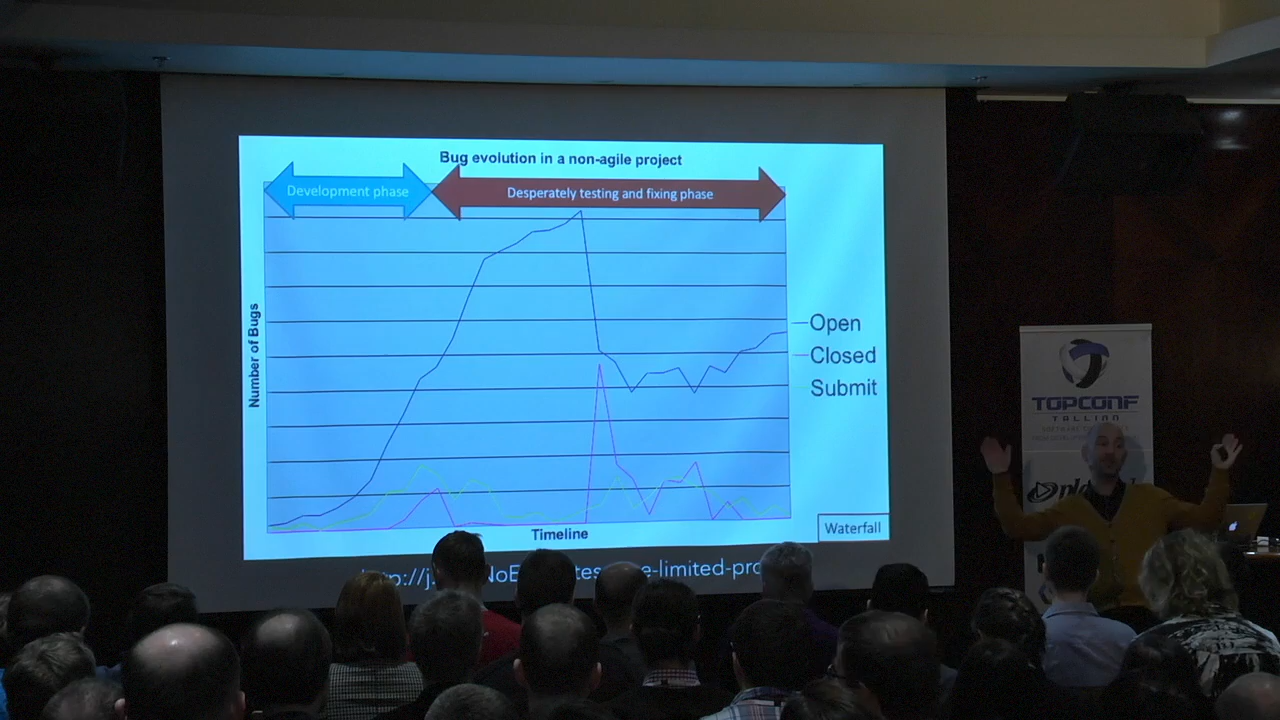 Bug evolution in a non-agile project
Development phase
Desperately testing and fixing phase
Number of Bugs
Open
Closed
Submit
Timeline
Waterfall
TOPCONF
TALLINN